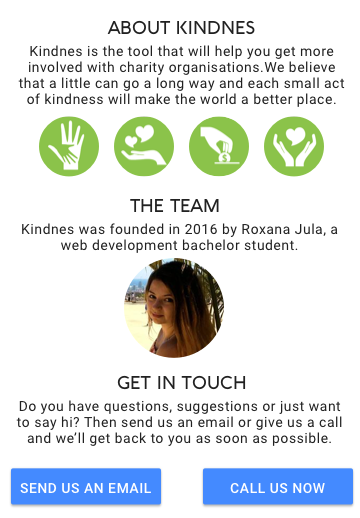 ABOUT KINDNES
Kindnes is the tool that will help you get more
involved with charity organisations.We believe
that a little can go a long way and each small act
of kindness will make the world a better place.
THE TEAM
Kindnes was founded in 2016 by Roxana Jula, a
web development bachelor student.
GET IN TOUCH
Do you have questions, suggestions or just want
to say hi? Then send us an email or give us a call
and we’ll get back to you as soon as possible.
SEND US AN EMAIL
CALL US NOW